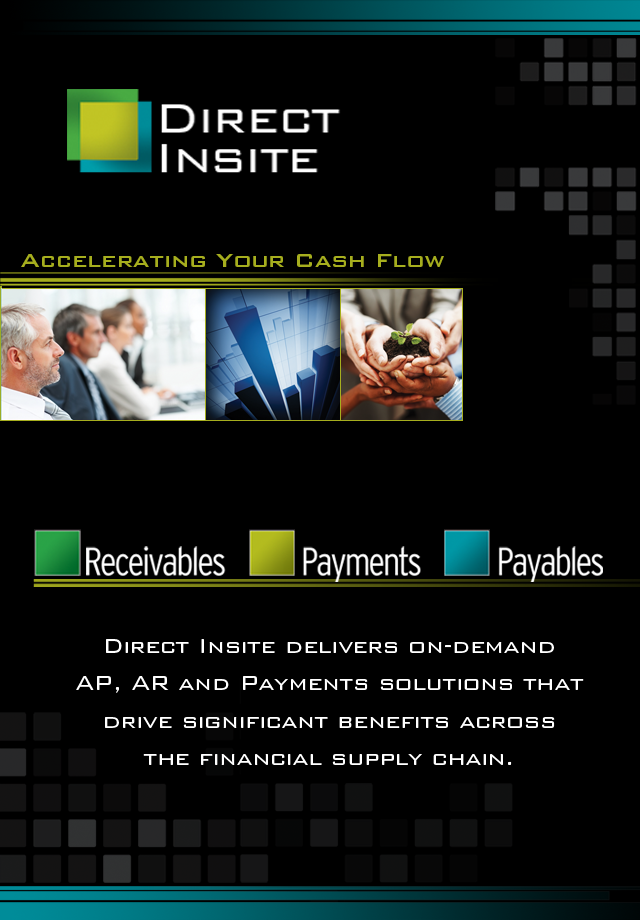 Direct
Insite
Accelerating Your Cash Flow
Receivables Payments Payables
Direct Insite delivers on-demand
AP, AR and Payments solutions that
drive significant benefits across
the financial supply chain.